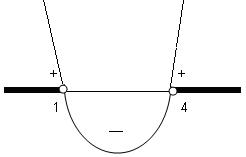 + +
1 4
—